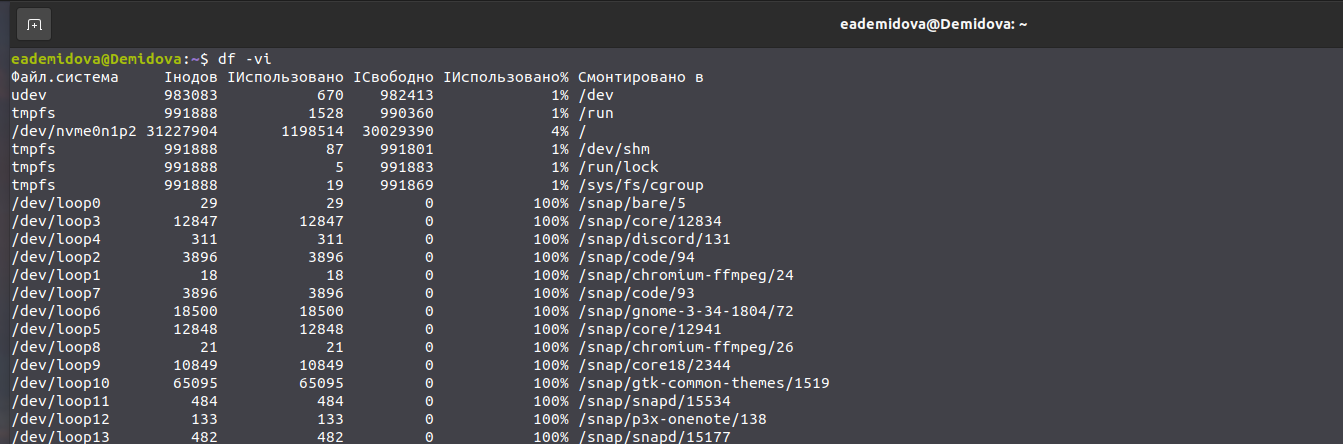 eademidova@Demidova: ~
eademidova@Demidova:~$ df -vi
Файл.система     Iнодов IИспользовано IСвободно IИспользовано% Смонтировано в
udev             983083           670    982413             1% /dev
tmpfs            991888          1528    990360             1% /run
/dev/nvme0n1p2 31227904       1198514  30029390             4% /
tmpfs            991888            87    991801             1% /dev/shm
tmpfs            991888             5    991883             1% /run/lock
tmpfs            991888            19    991869             1% /sys/fs/cgroup
/dev/loop0           29            29         0           100% /snap/bare/5
/dev/loop3        12847         12847         0           100% /snap/core/12834
/dev/loop4          311           311         0           100% /snap/discord/131
/dev/loop2         3896          3896         0           100% /snap/code/94
/dev/loop1           18            18         0           100% /snap/chromium-ffmpeg/24
/dev/loop7         3896          3896         0           100% /snap/code/93
/dev/loop6        18500         18500         0           100% /snap/gnome-3-34-1804/72
/dev/loop5        12848         12848         0           100% /snap/core/12941
/dev/loop8           21            21         0           100% /snap/chromium-ffmpeg/26
/dev/loop9        10849         10849         0           100% /snap/core18/2344
/dev/loop10       65095         65095         0           100% /snap/gtk-common-themes/1519
/dev/loop11         484           484         0           100% /snap/snapd/15534
/dev/loop12         133           133         0           100% /snap/p3x-onenote/138
/dev/loop13         482           482         0           100% /snap/snapd/15177